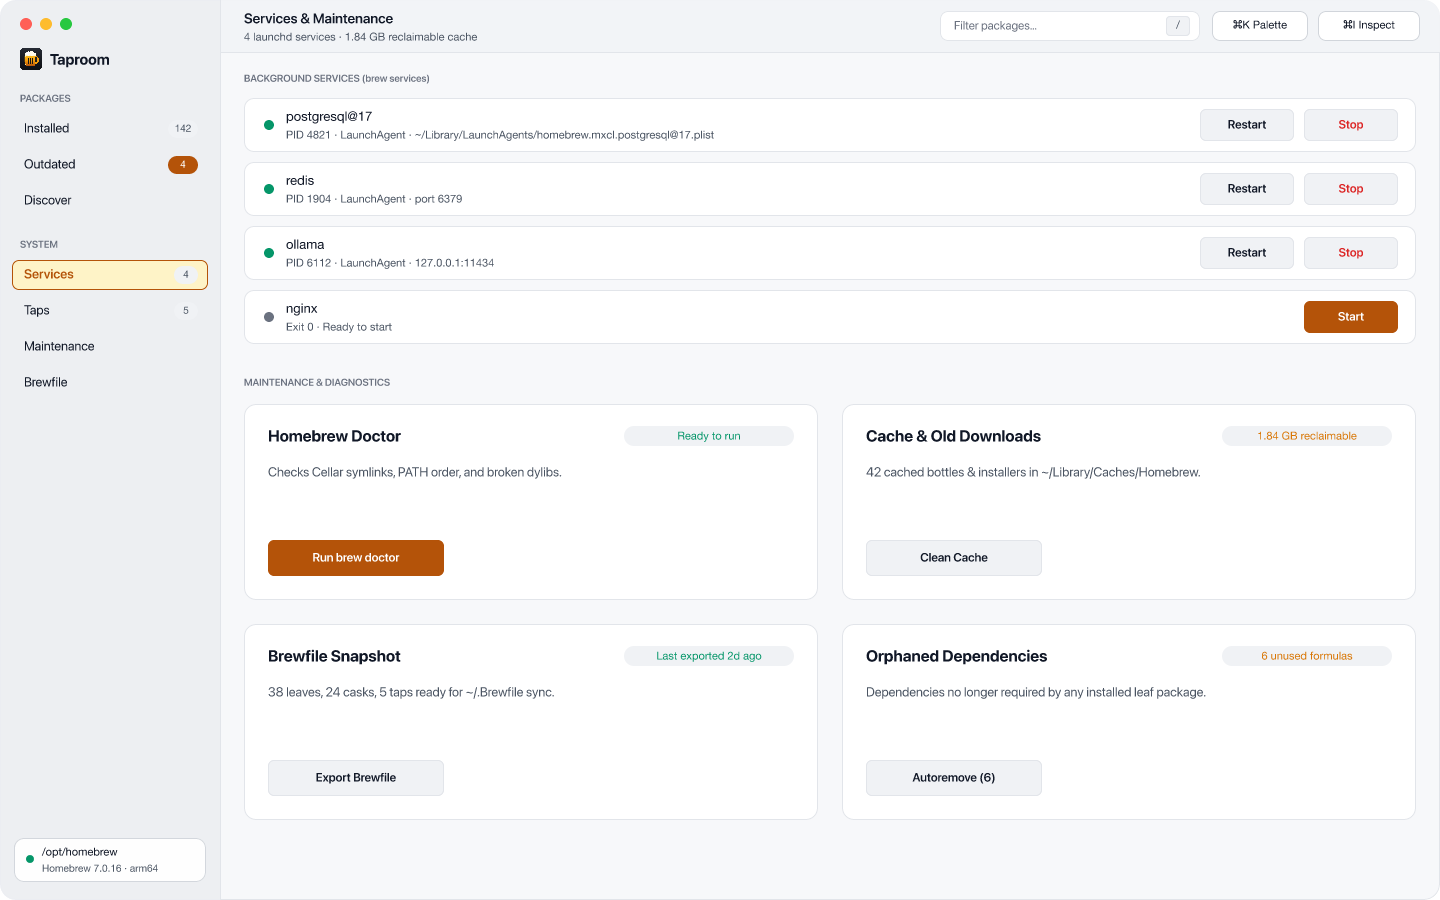 Taproom
PACKAGES
Installed 142
Outdated 4
Discover
SYSTEM
Services 4
Taps 5
Maintenance
Brewfile
/opt/homebrew
Homebrew 7.0.16 · arm64
Services & Maintenance
4 launchd services · 1.84 GB reclaimable cache
Filter packages... /
⌘K Palette
⌘I Inspect
BACKGROUND SERVICES (brew services)
postgresql@17
PID 4821 · LaunchAgent · ~/Library/LaunchAgents/homebrew.mxcl.postgresql@17.plist
Restart Stop
redis
PID 1904 · LaunchAgent · port 6379
Restart Stop
ollama
PID 6112 · LaunchAgent · 127.0.0.1:11434
Restart Stop
nginx
Exit 0 · Ready to start
Start
MAINTENANCE & DIAGNOSTICS
Homebrew Doctor
Ready to run
Checks Cellar symlinks, PATH order, and broken dylibs.
Run brew doctor
Cache & Old Downloads
1.84 GB reclaimable
42 cached bottles & installers in ~/Library/Caches/Homebrew.
Clean Cache
Brewfile Snapshot
Last exported 2d ago
38 leaves, 24 casks, 5 taps ready for ~/.Brewfile sync.
Export Brewfile
Orphaned Dependencies
6 unused formulas
Dependencies no longer required by any installed leaf package.
Autoremove (6)